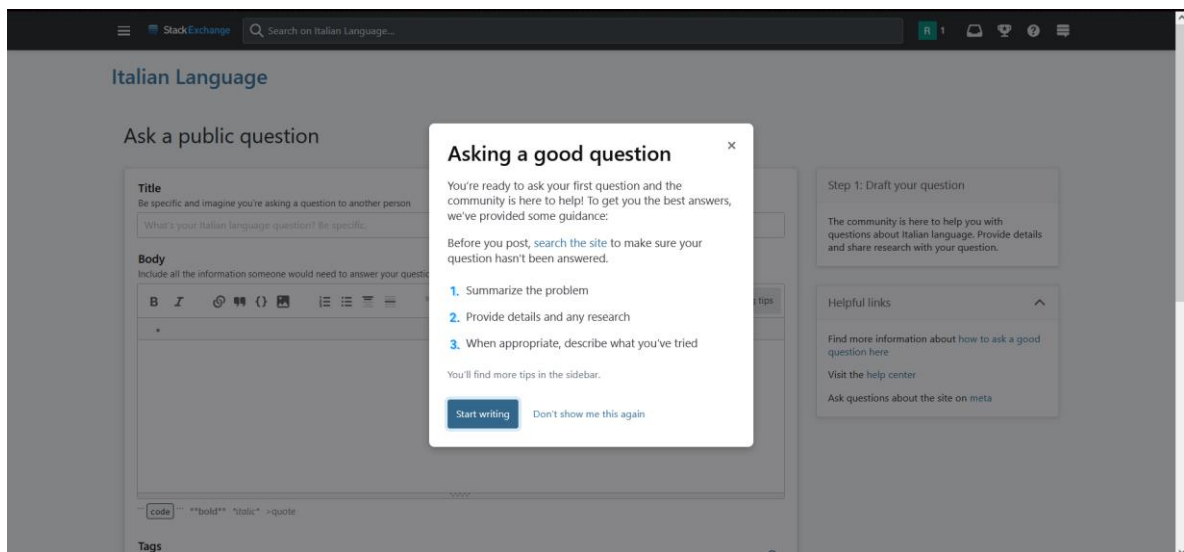 StackExchange
Search on Italian Language...
R 1
Italian Language
Ask a public question
Title
Be specific and imagine you're asking a question to another person
What's your Italian language question? Be specific.
Body
Include all the information someone would need to answer your
B I
tips
code **bold** *italic* >quote
Tags
Asking a good question
You're ready to ask your first question and the
community is here to help! To get you the best answers,
we've provided some guidance:
Before you post, search the site to make sure your
question hasn't been answered.
1. Summarize the problem
2. Provide details and any research
3. When appropriate, describe what you've tried
You'll find more tips in the sidebar.
Start writing Don't show me this again
Step 1: Draft your question
The community is here to help you with
questions about Italian language. Provide details
and share research with your question.
Helpful links
Find more information about how to ask a good
question here
Visit the help center
Ask questions about the site on meta